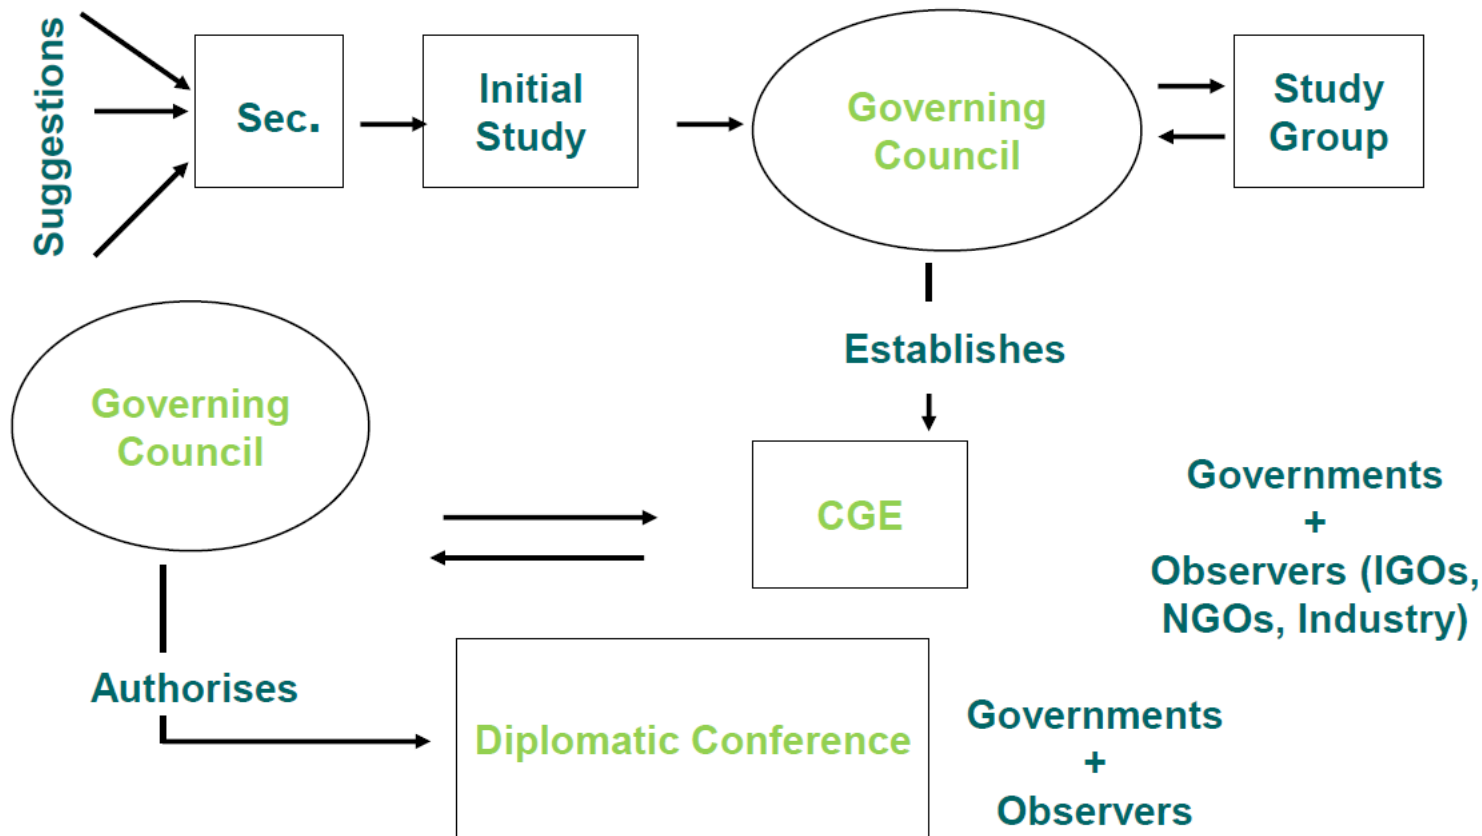 Suggestions
Sec.
Initial
Study
Governing
Council
Study
Group
Establishes
Governing
Council
CGE
Governments
+
Observers (IGOs,
NGOs, Industry)
Authorises
Diplomatic Conference
Governments
+
Observers